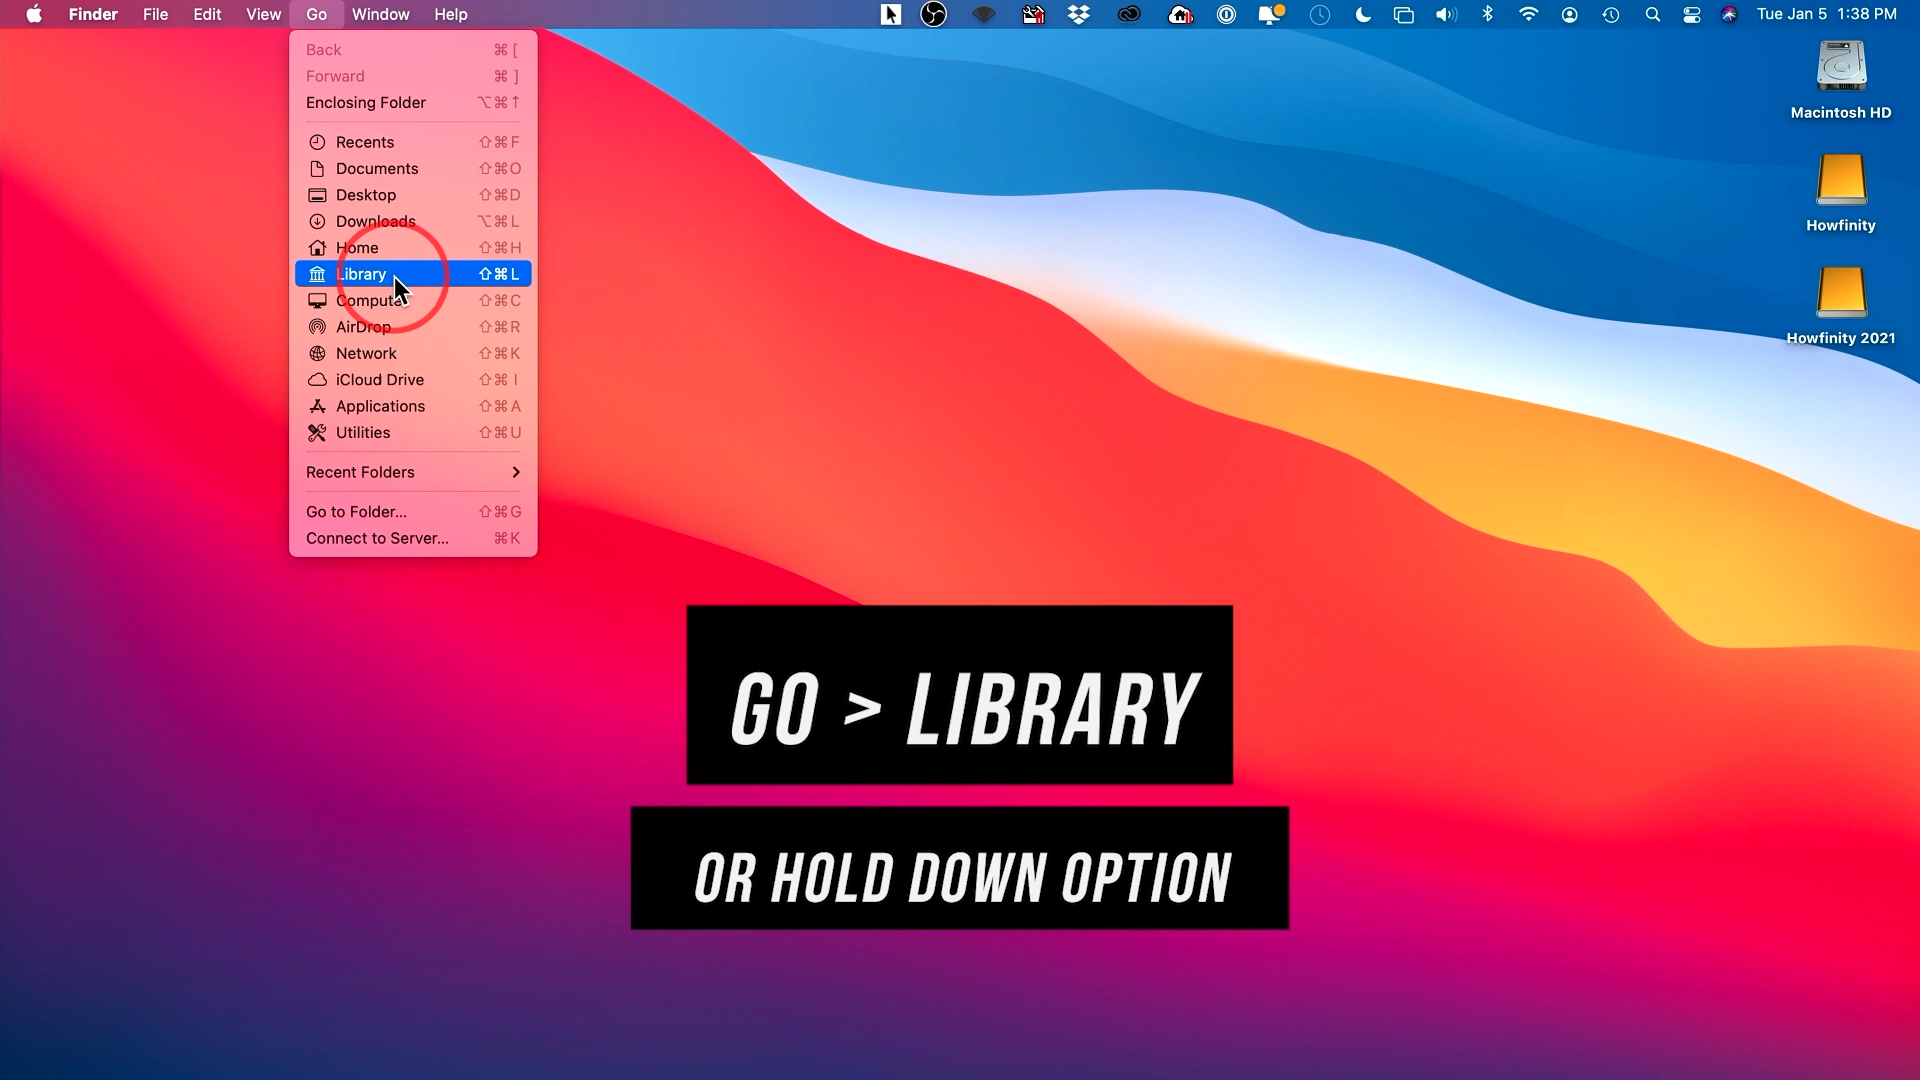 Finder File Edit View Go Window Help Tue Jan 5 1:38 PM
Back ⌘ [
Forward ⌘ ]
Enclosing Folder ⌥⌘↑
Recents ⇧⌘F
Documents ⇧⌘O
Desktop ⇧⌘D
Downloads ⌥⌘L
Home ⇧⌘H
Library ⇧⌘L
Computer ⇧⌘C
AirDrop ⇧⌘R
Network ⇧⌘K
iCloud Drive ⇧⌘I
Applications ⇧⌘A
Utilities ⇧⌘U
Recent Folders >
Go to Folder... ⇧⌘G
Connect to Server... ⌘K
Macintosh HD
Howfinity
Howfinity 2021
GO > LIBRARY
OR HOLD DOWN OPTION